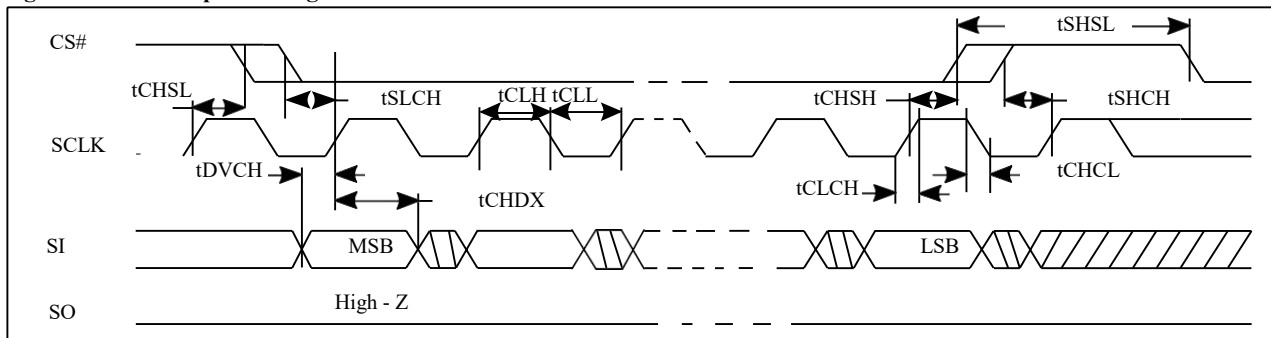 CS#
tSHSL
tCHSL
tSLCH
tCLH
tCLL
tCHSH
tSHCH
SCLK
tDVCH
tCHDX
tCLCH
tCHCL
SI
MSB
LSB
SO
High - Z